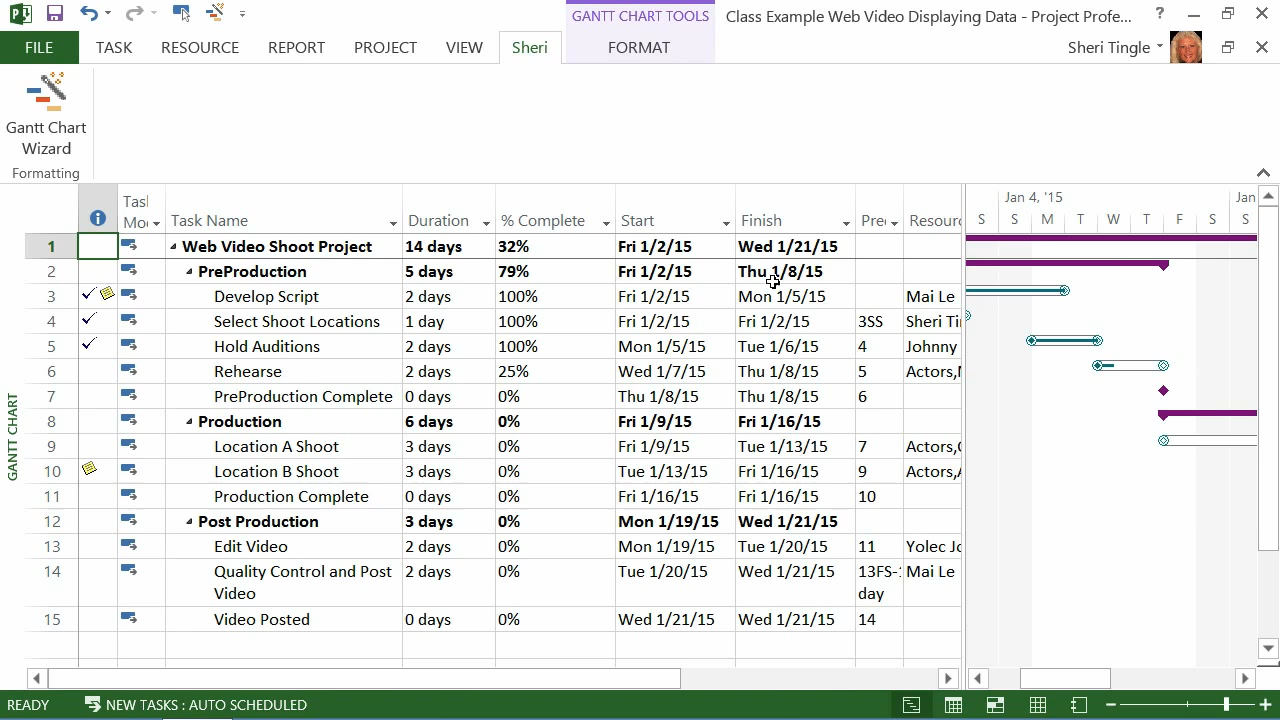 GANTT CHART TOOLS
Class Example Web Video Displaying Data - Project Profe...
?
FILE TASK RESOURCE REPORT PROJECT VIEW Sheri FORMAT Sheri Tingle
Gantt Chart
Wizard
Formatting
Task
Mo Task Name Duration % Complete Start Finish Pre Resour
Jan 4, '15 Jan
S S M T W T F S S
1 Web Video Shoot Project 14 days 32% Fri 1/2/15 Wed 1/21/15
2 PreProduction 5 days 79% Fri 1/2/15 Thu 1/8/15
3 Develop Script 2 days 100% Fri 1/2/15 Mon 1/5/15 Mai Le
4 Select Shoot Locations 1 day 100% Fri 1/2/15 Fri 1/2/15 3SS Sheri Ti
5 Hold Auditions 2 days 100% Mon 1/5/15 Tue 1/6/15 4 Johnny
6 Rehearse 2 days 25% Wed 1/7/15 Thu 1/8/15 5 Actors,
7 PreProduction Complete 0 days 0% Thu 1/8/15 Thu 1/8/15 6
8 Production 6 days 0% Fri 1/9/15 Fri 1/16/15
9 Location A Shoot 3 days 0% Fri 1/9/15 Tue 1/13/15 7 Actors,
10 Location B Shoot 3 days 0% Tue 1/13/15 Fri 1/16/15 9 Actors,
11 Production Complete 0 days 0% Fri 1/16/15 Fri 1/16/15 10
12 Post Production 3 days 0% Mon 1/19/15 Wed 1/21/15
13 Edit Video 2 days 0% Mon 1/19/15 Tue 1/20/15 11 Yolec Jo
14 Quality Control and Post 2 days 0% Tue 1/20/15 Wed 1/21/15 13FS- Mai Le
Video day
15 Video Posted 0 days 0% Wed 1/21/15 Wed 1/21/15 14
GANTT CHART
READY NEW TASKS : AUTO SCHEDULED